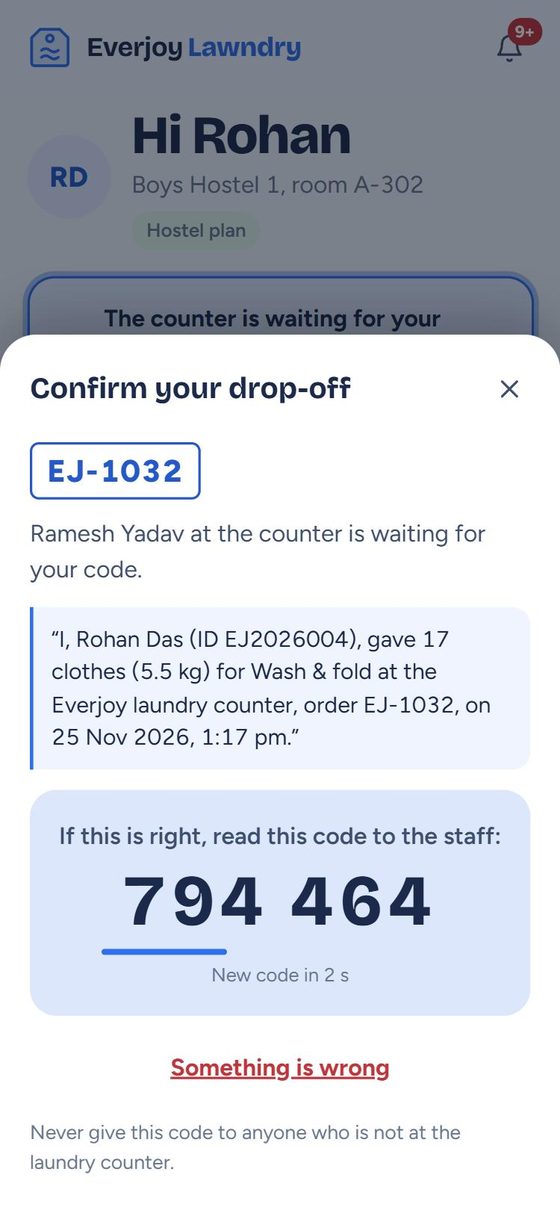 Everjoy Lawndry
9+
Hi Rohan
RD
Boys Hostel 1, room A-302
Hostel plan
The counter is waiting for your
Confirm your drop-off
EJ-1032
Ramesh Yadav at the counter is waiting for
your code.
“I, Rohan Das (ID EJ2026004), gave 17
clothes (5.5 kg) for Wash & fold at the
Everjoy laundry counter, order EJ-1032, on
25 Nov 2026, 1:17 pm.”
If this is right, read this code to the staff:
794 464
New code in 2 s
Something is wrong
Never give this code to anyone who is not at the
laundry counter.